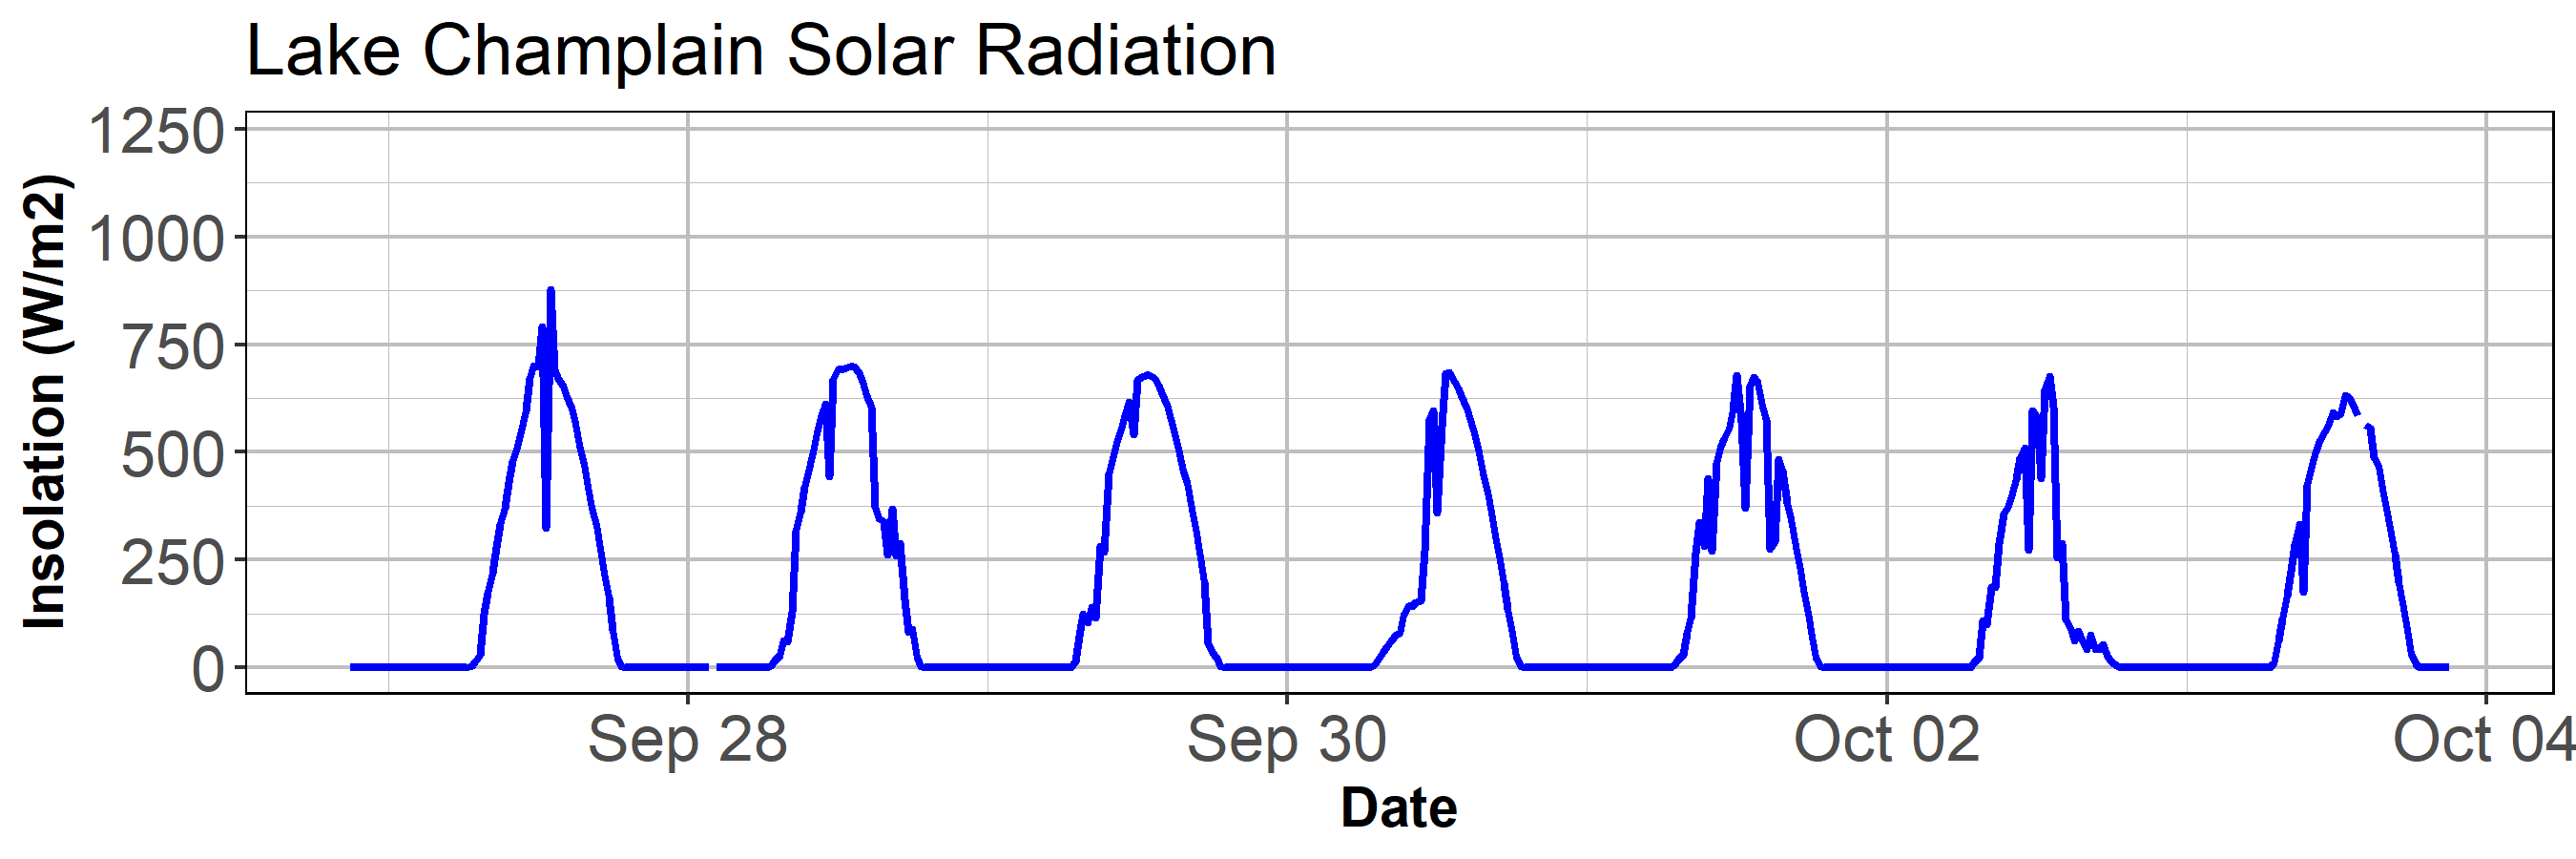 Lake Champlain Solar Radiation
1250
1000
750
500
250
0
Insolation (W/m2)
Sep 28
Sep 30
Oct 02
Oct 04
Date